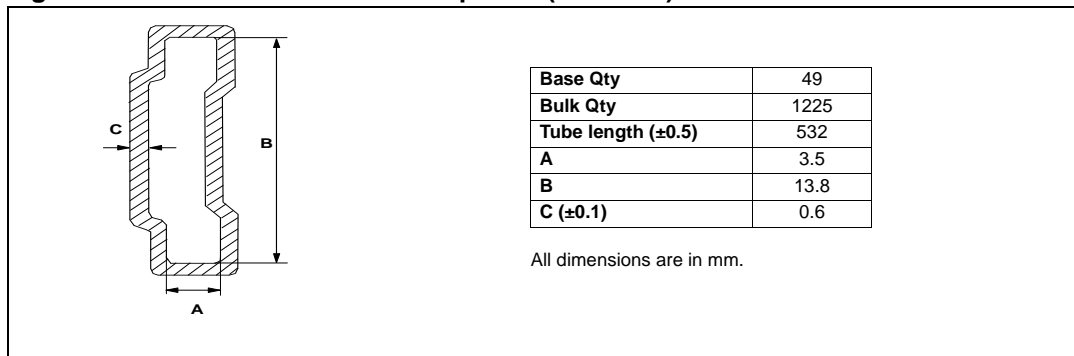 C
B
A
Base Qty 49
Bulk Qty 1225
Tube length (±0.5) 532
A 3.5
B 13.8
C (±0.1) 0.6
All dimensions are in mm.